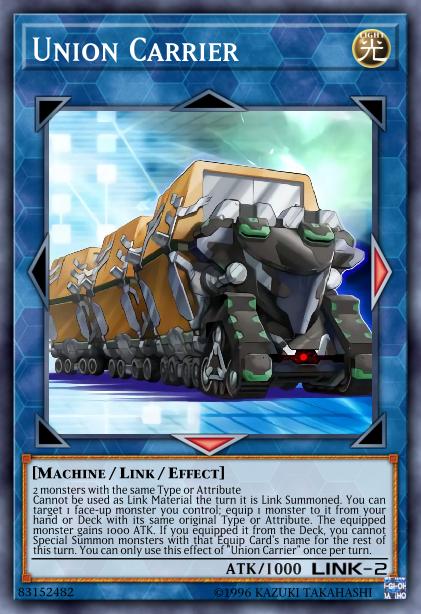 UNION CARRIER
LIGHT
光
[MACHINE / LINK / EFFECT]
2 monsters with the same Type or Attribute
Cannot be used as Link Material the turn it is Link Summoned. You can
target 1 face-up monster you control; equip 1 monster to it from your
hand or Deck with its same original Type or Attribute. The equipped
monster gains 1000 ATK. If you equipped it from the Deck, you cannot
Special Summon monsters with that Equip Card's name for the rest of
this turn. You can only use this effect of "Union Carrier" once per turn.
ATK/1000 LINK-2
83152482 ©1996 KAZUKI TAKAHASHI